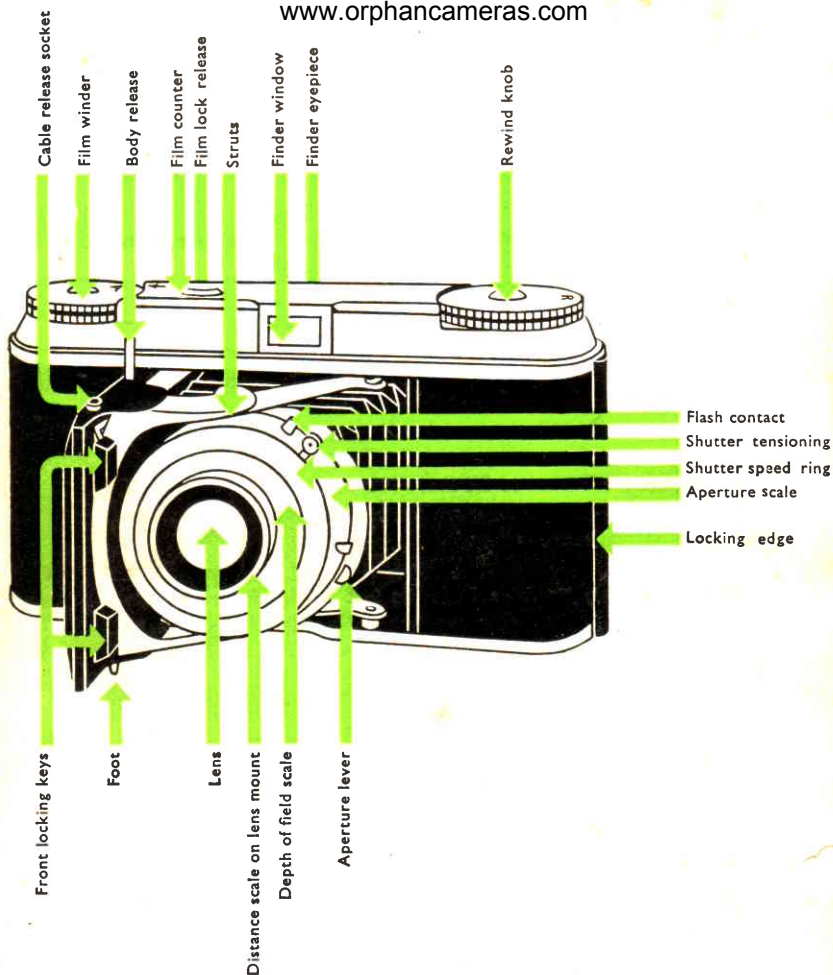 www.orphancameras.com
Cable release socket
Film winder
Body release
Film counter
Film lock release
Struts
Finder window
Finder eyepiece
Rewind knob
R
Flash contact
Shutter tensioning
Shutter speed ring
Aperture scale
Locking edge
Front locking keys
Foot
Lens
Distance scale on lens mount
Depth of field scale
Aperture lever